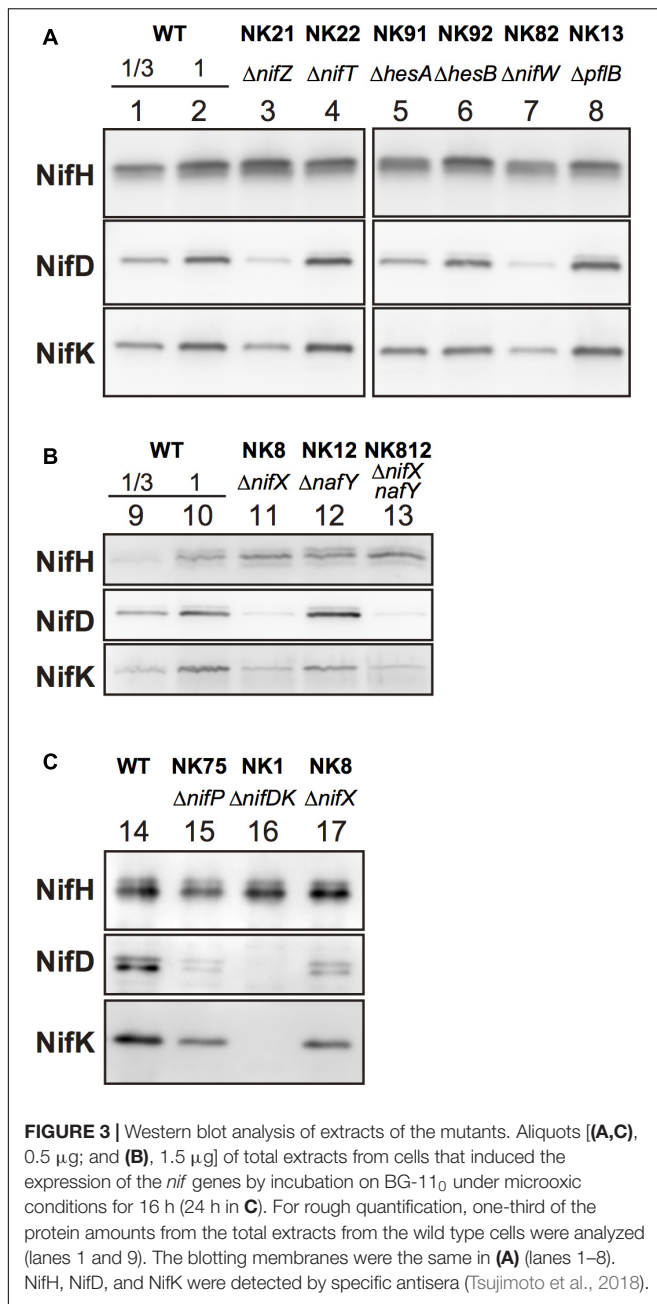 A
WT NK21 NK22 NK91 NK92 NK82 NK13
1/3 1 ΔnifZ ΔnifT ΔhesA ΔhesB ΔnifW ΔpflB
1 2 3 4 5 6 7 8
NifH
NifD
NifK
B
WT NK8 NK12 NK812
1/3 1 ΔnifX ΔnafY ΔnifX nafY
9 10 11 12 13
NifH
NifD
NifK
C
WT NK75 NK1 NK8
ΔnifP ΔnifDK ΔnifX
14 15 16 17
NifH
NifD
NifK
FIGURE 3 | Western blot analysis of extracts of the mutants. Aliquots [(A,C),
0.5 μg; and (B), 1.5 μg] of total extracts from cells that induced the
expression of the nif genes by incubation on BG-11₀ under microoxic
conditions for 16 h (24 h in C). For rough quantification, one-third of the
protein amounts from the total extracts from the wild type cells were analyzed
(lanes 1 and 9). The blotting membranes were the same in (A) (lanes 1–8).
NifH, NifD, and NifK were detected by specific antisera (Tsujimoto et al., 2018).